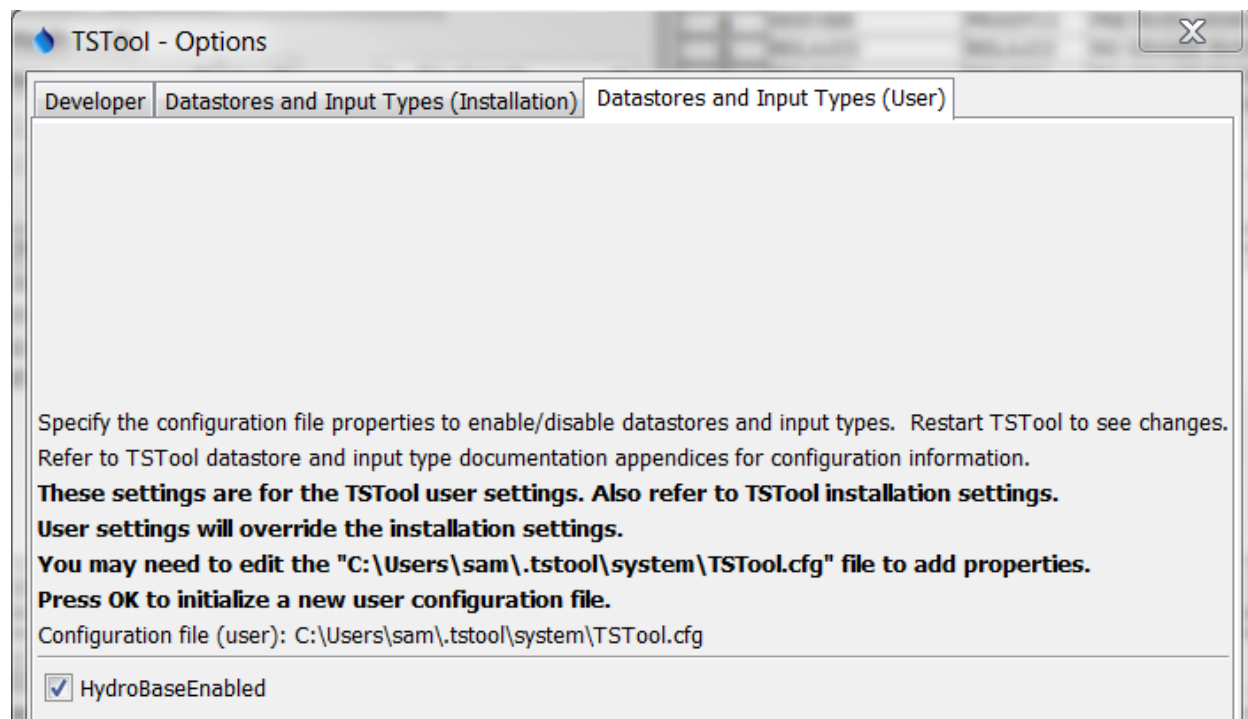 TSTool - Options
Developer
Datastores and Input Types (Installation)
Datastores and Input Types (User)
Specify the configuration file properties to enable/disable datastores and input types.  Restart TSTool to see changes.
Refer to TSTool datastore and input type documentation appendices for configuration information.
These settings are for the TSTool user settings. Also refer to TSTool installation settings.
User settings will override the installation settings.
You may need to edit the "C:\Users\sam\.tstool\system\TSTool.cfg" file to add properties.
Press OK to initialize a new user configuration file.
Configuration file (user): C:\Users\sam\.tstool\system\TSTool.cfg
HydroBaseEnabled